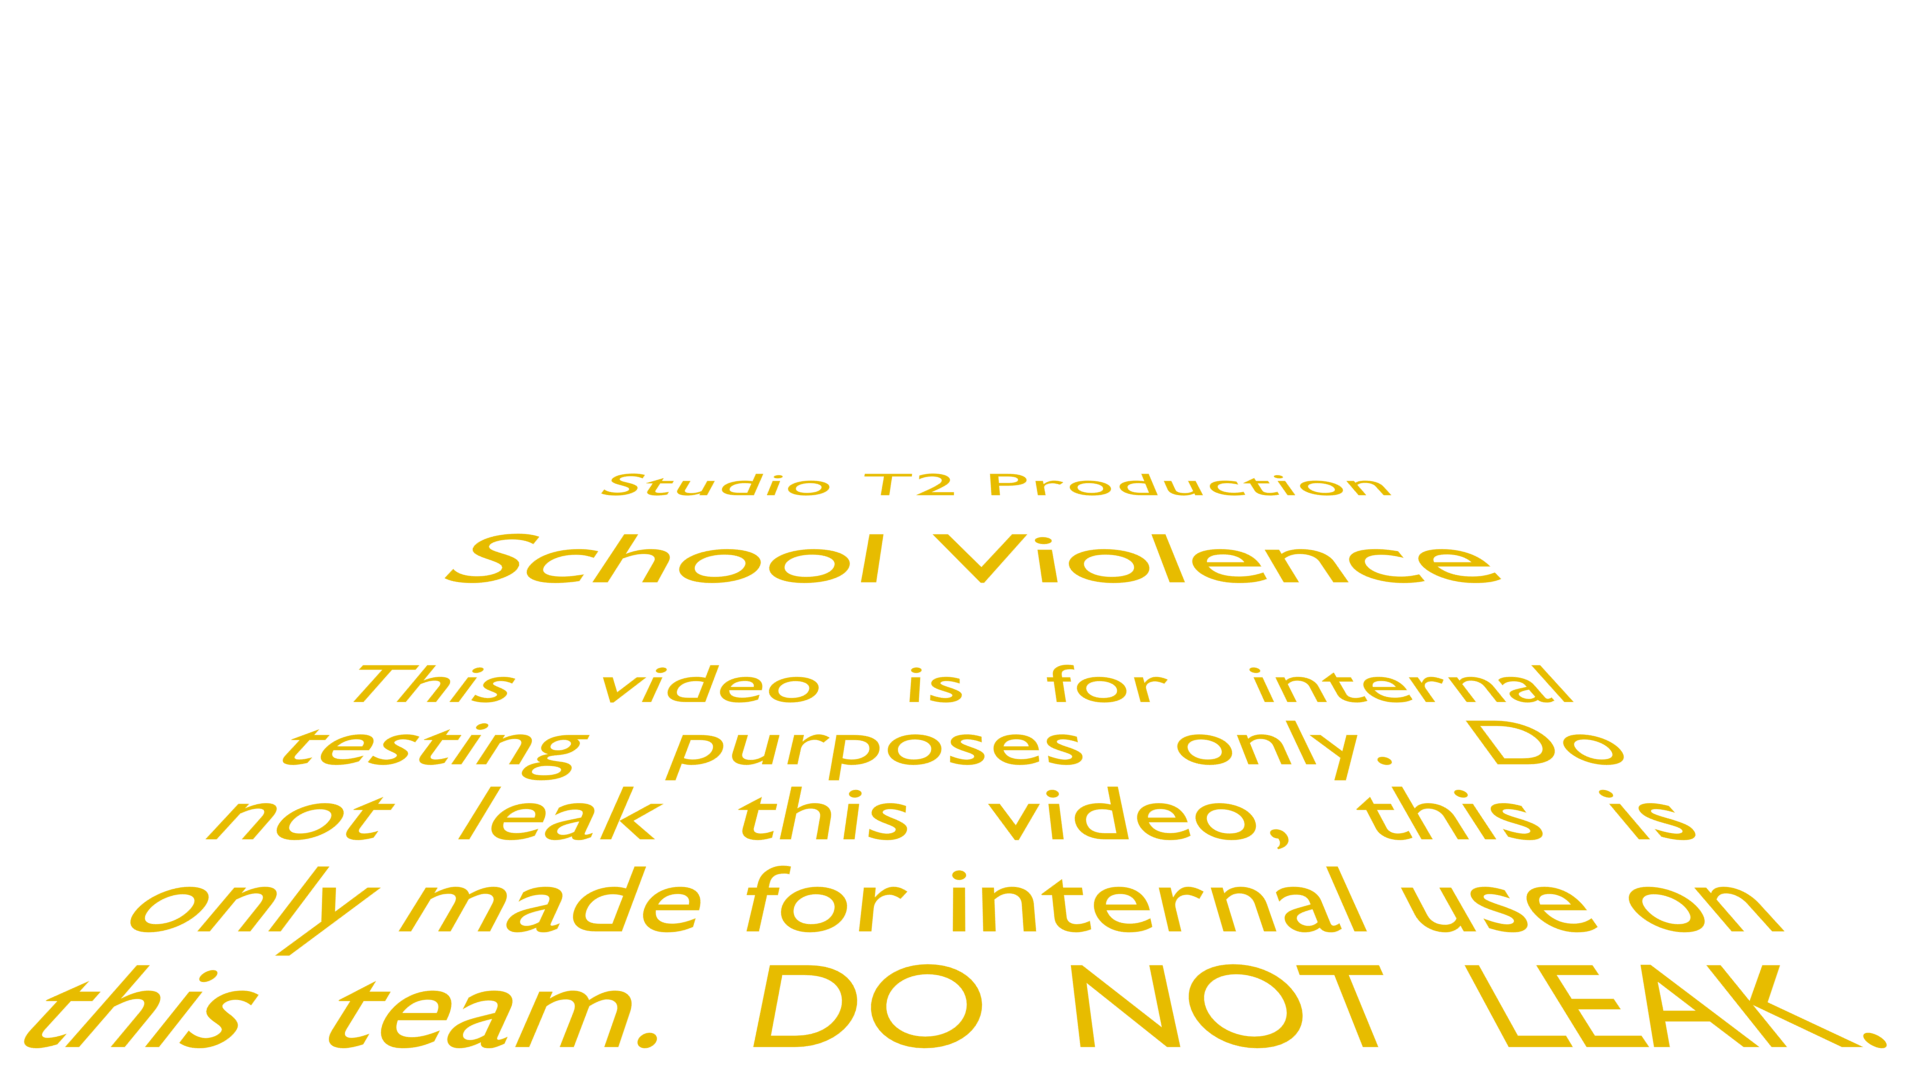 Studio T2 Production
School Violence
This video is for internal
testing purposes only. Do
not leak this video, this is
only made for internal use on
this team. DO NOT LEAK.